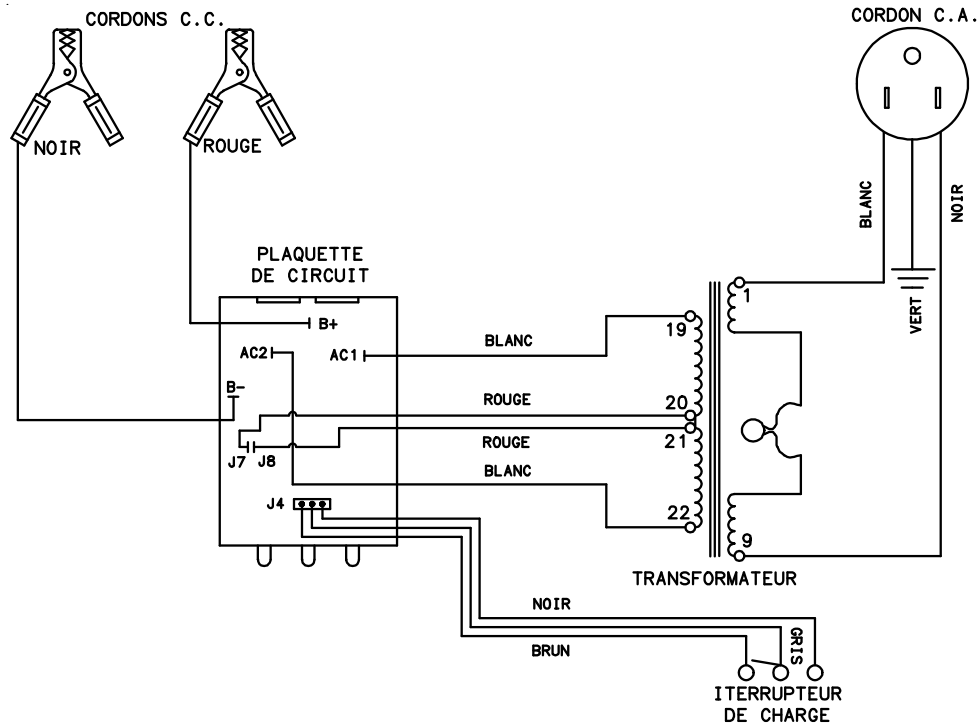 CORDONS C.C.
CORDON C.A.
NOIR
ROUGE
BLANC
NOIR
VERT
PLAQUETTE
DE CIRCUIT
B+
AC2
AC1
B-
J7
J8
J4
BLANC
ROUGE
ROUGE
BLANC
19
20
21
22
1
9
TRANSFORMATEUR
NOIR
GRIS
BRUN
ITERRUPTEUR
DE CHARGE